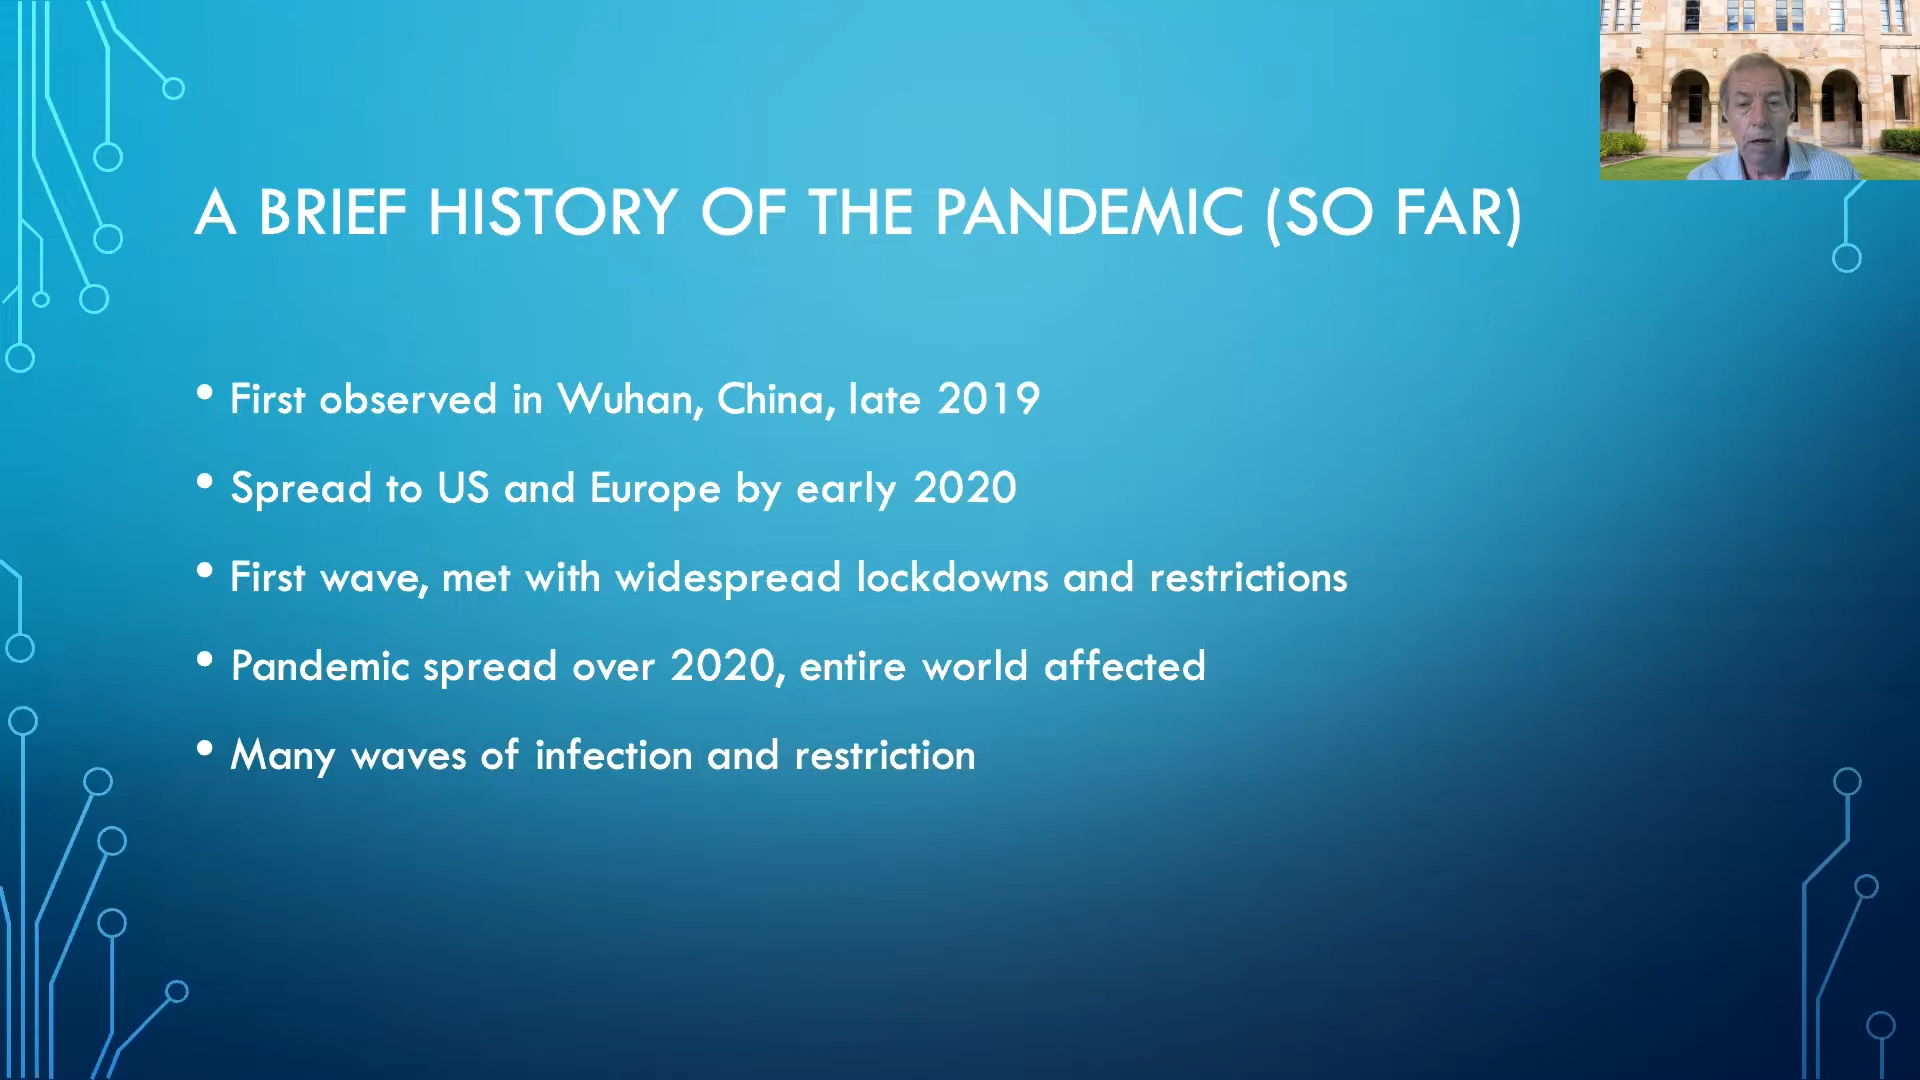 A BRIEF HISTORY OF THE PANDEMIC (SO FAR)
• First observed in Wuhan, China, late 2019
• Spread to US and Europe by early 2020
• First wave, met with widespread lockdowns and restrictions
• Pandemic spread over 2020, entire world affected
• Many waves of infection and restriction